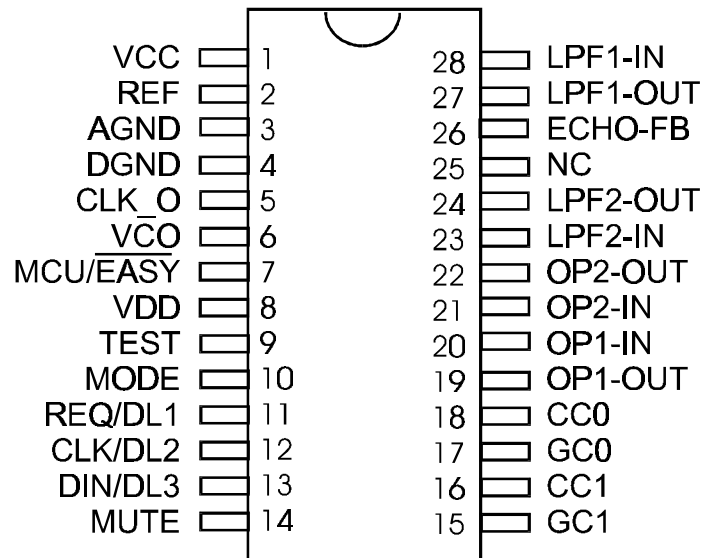 VCC 1 28 LPF1-IN
REF 2 27 LPF1-OUT
AGND 3 26 ECHO-FB
DGND 4 25 NC
CLK_O 5 24 LPF2-OUT
VCO 6 23 LPF2-IN
MCU/EASY 7 22 OP2-OUT
VDD 8 21 OP2-IN
TEST 9 20 OP1-IN
MODE 10 19 OP1-OUT
REQ/DL1 11 18 CC0
CLK/DL2 12 17 GC0
DIN/DL3 13 16 CC1
MUTE 14 15 GC1